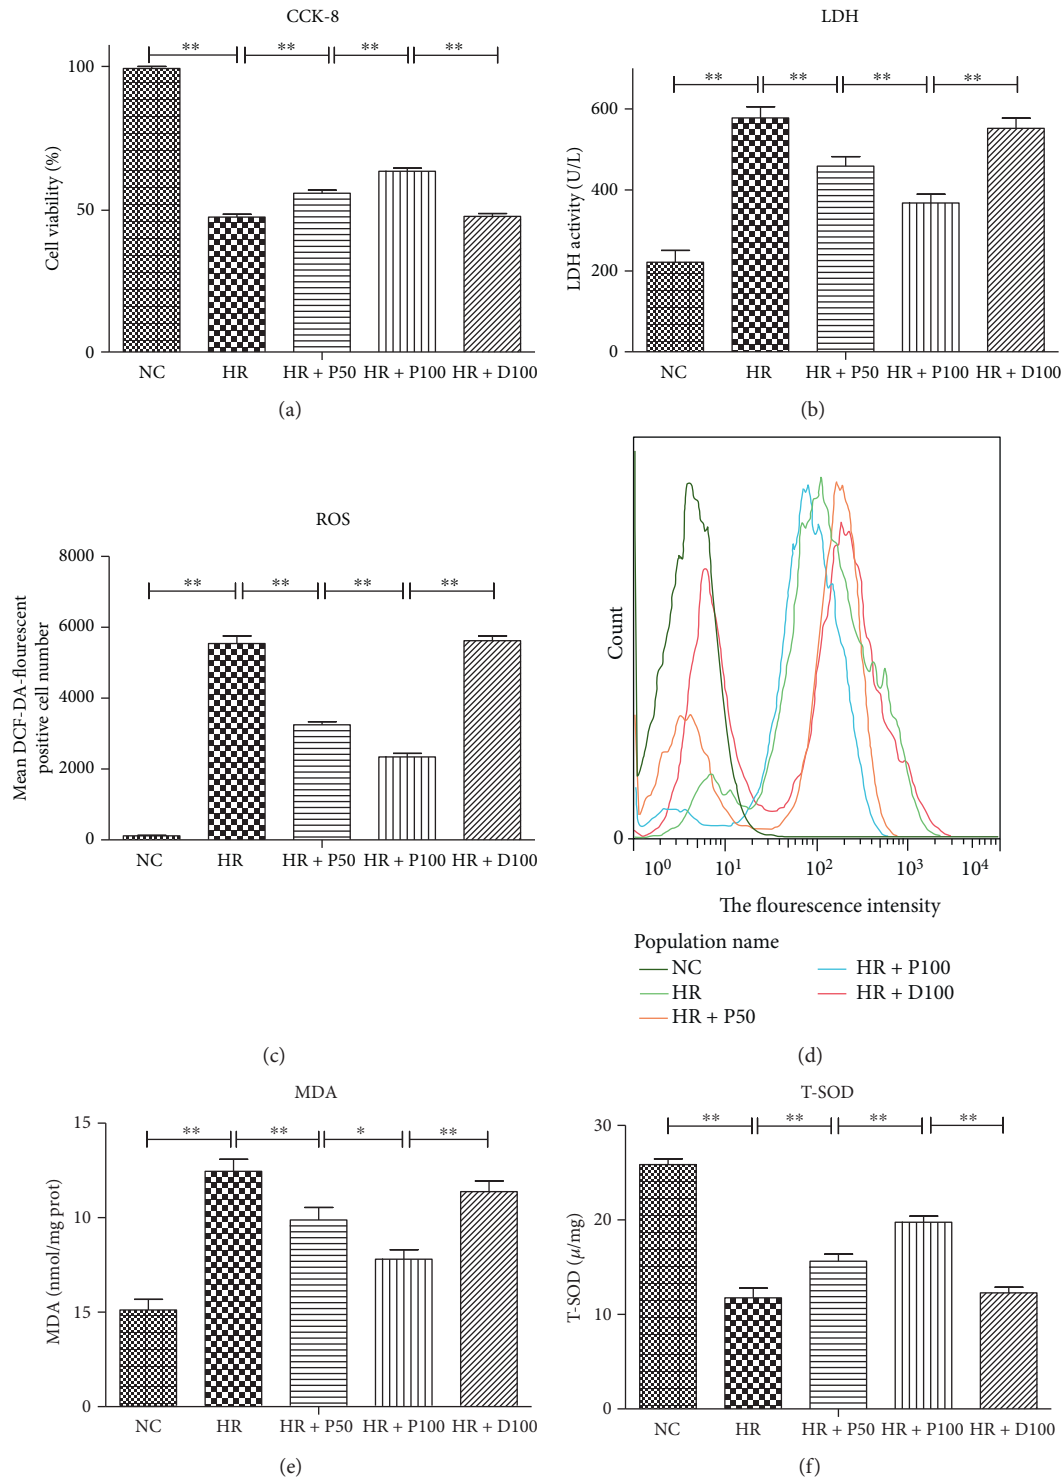 CCK-8
** ** ** **
100
50
0
Cell viability (%)
NC HR HR + P50 HR + P100 HR + D100
(a)
LDH
** ** ** **
600
400
200
0
LDH activity (U/L)
NC HR HR + P50 HR + P100 HR + D100
(b)
ROS
** ** ** **
8000
6000
4000
2000
0
Mean DCF-DA-flourescent
positive cell number
NC HR HR + P50 HR + P100 HR + D100
(c)
Count
0
10⁰ 10¹ 10² 10³ 10⁴
The flourescence intensity
Population name
NC
HR
HR + P50
HR + P100
HR + D100
(d)
MDA
** ** * **
15
10
15
0
MDA (nmol/mg prot)
NC HR HR + P50 HR + P100 HR + D100
(e)
T-SOD
** ** ** **
30
20
10
0
T-SOD (μ/mg)
NC HR HR + P50 HR + P100 HR + D100
(f)